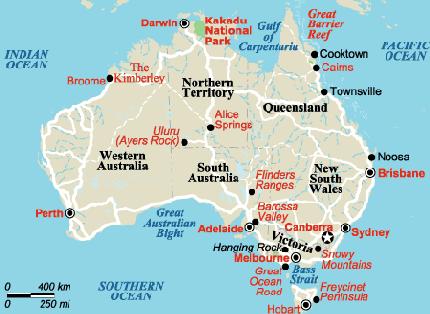 Darwin
Kakadu
National
Park
Gulf
of
Carpentaria
Great
Barrier
Reef
INDIAN
OCEAN
PACIFIC
OCEAN
Cooktown
Cairns
The
Kimberley
Broome
Northern
Territory
Townsville
Queensland
Alice
Springs
Uluru
(Ayers Rock)
Western
Australia
South
Australia
Flinders
Ranges
New
South
Wales
Noosa
Brisbane
Perth
Great
Australian
Bight
Barossa
Valley
Adelaide
Canberra
Sydney
Hanging Rock
Victoria
Melbourne
Snowy
Mountains
Great
Ocean
Road
Bass
Strait
SOUTHERN
OCEAN
Freycinet
Peninsula
Hobart
0 400 km
0 250 mi